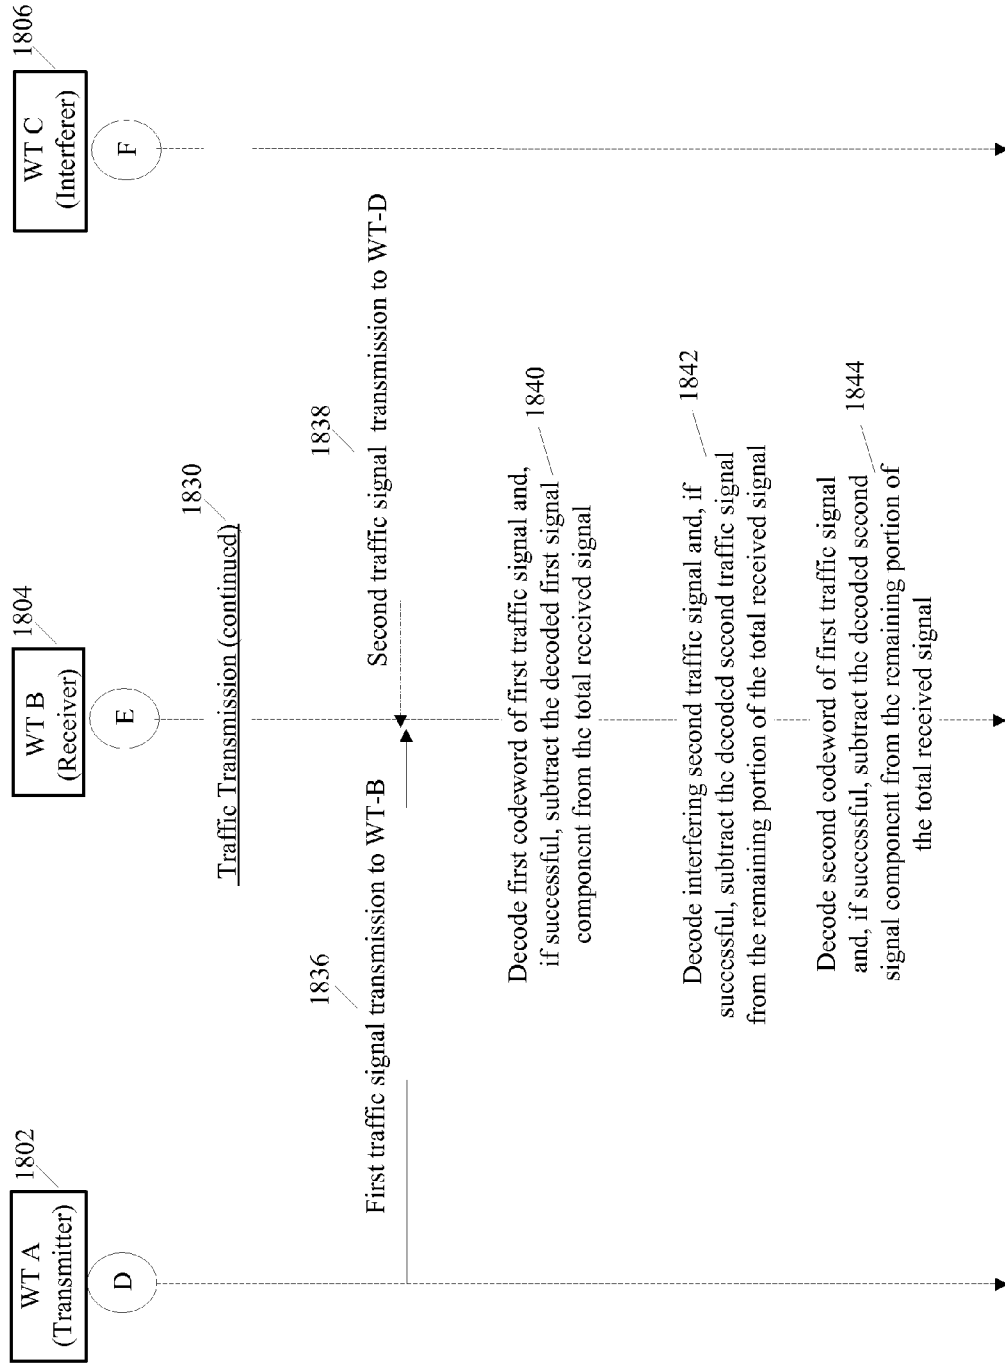 1802
WT A
(Transmitter)
D
1804
WT B
(Receiver)
E
1806
WT C
(Interferer)
F
Traffic Transmission (continued)
1830
1836
First traffic signal transmission to WT-B
1838
Second traffic signal transmission to WT-D
Decode first codeword of first traffic signal and,
if successful, subtract the decoded first signal
component from the total received signal
1840
Decode interfering second traffic signal and, if
successful, subtract the decoded second traffic signal
from the remaining portion of the total received signal
1842
Decode second codeword of first traffic signal
and, if successful, subtract the decoded second
signal component from the remaining portion of
the total received signal
1844